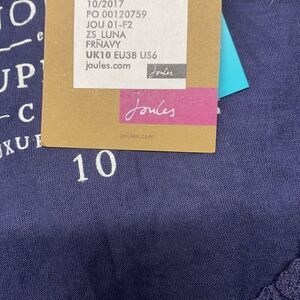 10/2017
PO 00120759
JOU 01-F2
ZS_LUNA
FRNAVY
UK10 EU38 US6
joules.com
Joules
Joules
joules.com
10